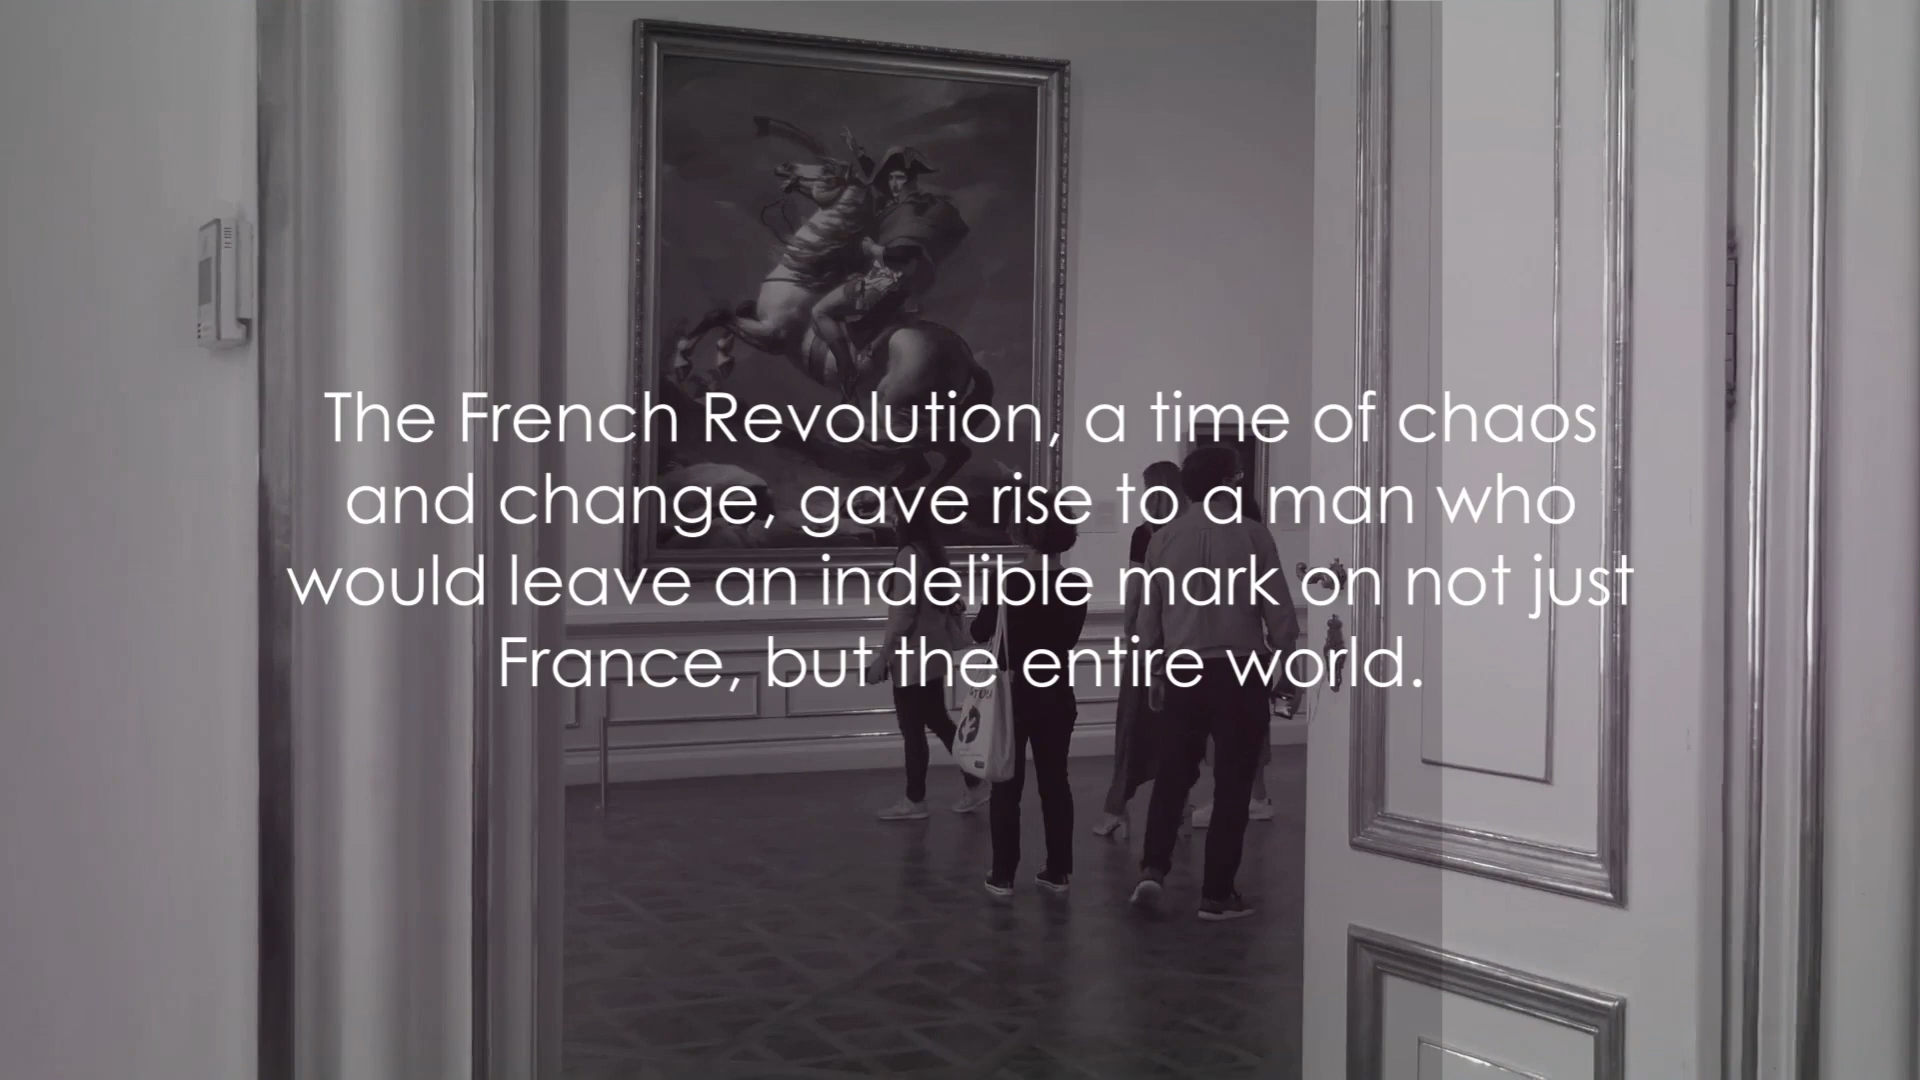 The French Revolution, a time of chaos
and change, gave rise to a man who
would leave an indelible mark on not just
France, but the entire world.